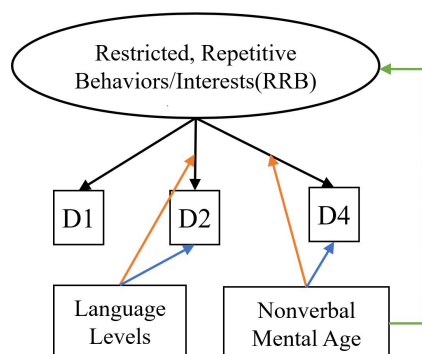 Restricted, Repetitive
Behaviors/Interests(RRB)
D1
D2
D4
Language
Levels
Nonverbal
Mental Age